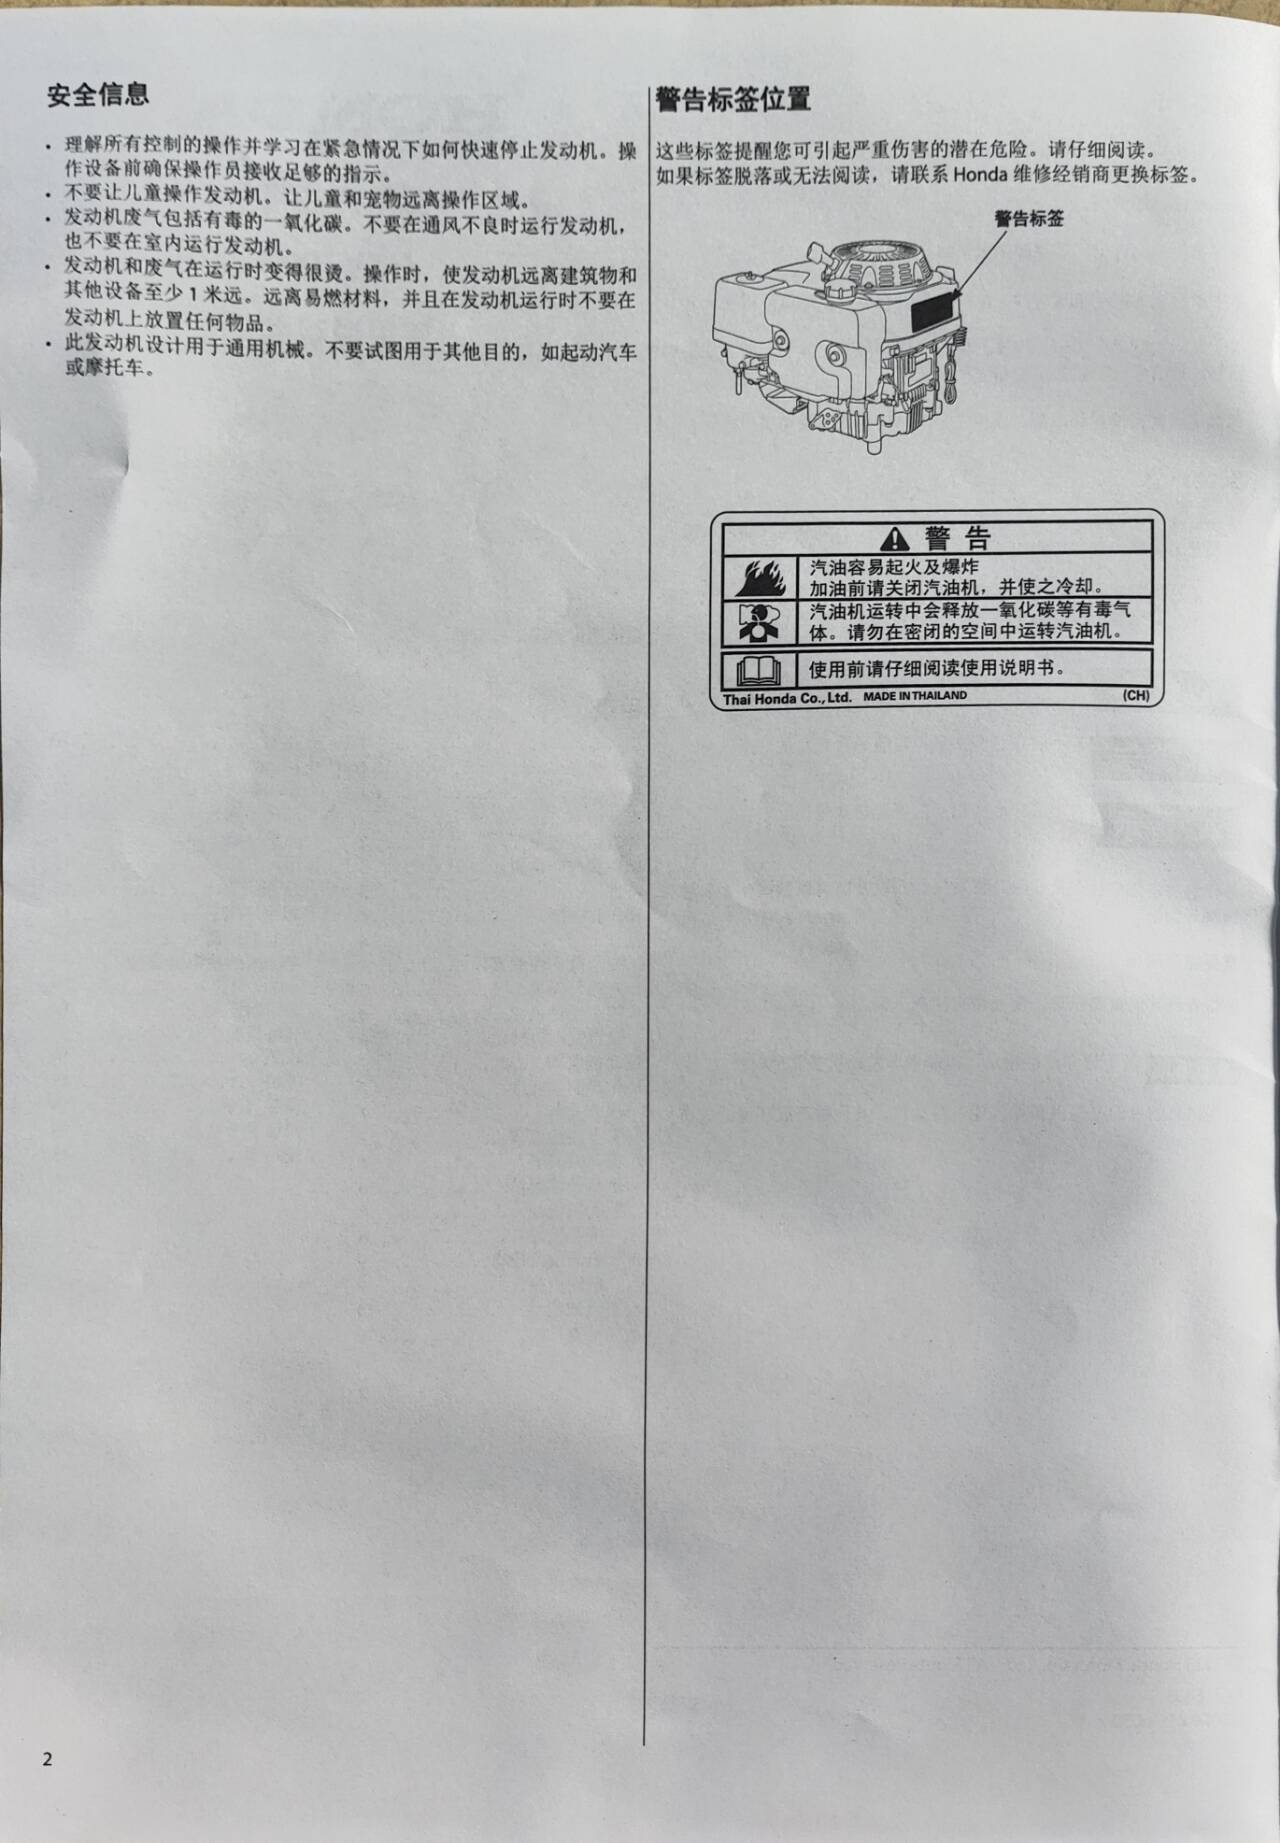 安全信息
· 理解所有控制的操作并学习在紧急情况下如何快速停止发动机。操
作设备前确保操作员接收足够的指示。
· 不要让儿童操作发动机。让儿童和宠物远离操作区域。
· 发动机废气包括有毒的一氧化碳。不要在通风不良时运行发动机，
也不要在室内运行发动机。
· 发动机和废气在运行时变得很烫。操作时，使发动机远离建筑物和
其他设备至少 1 米远。远离易燃材料，并且在发动机运行时不要在
发动机上放置任何物品。
· 此发动机设计用于通用机械。不要试图用于其他目的，如起动汽车
或摩托车。
警告标签位置
这些标签提醒您可引起严重伤害的潜在危险。请仔细阅读。
如果标签脱落或无法阅读，请联系 Honda 维修经销商更换标签。
警告标签
警 告
汽油容易起火及爆炸
加油前请关闭汽油机，并使之冷却。
汽油机运转中会释放一氧化碳等有毒气
体。请勿在密闭的空间中运转汽油机。
使用前请仔细阅读使用说明书。
Thai Honda Co., Ltd. MADE IN THAILAND (CH)
2